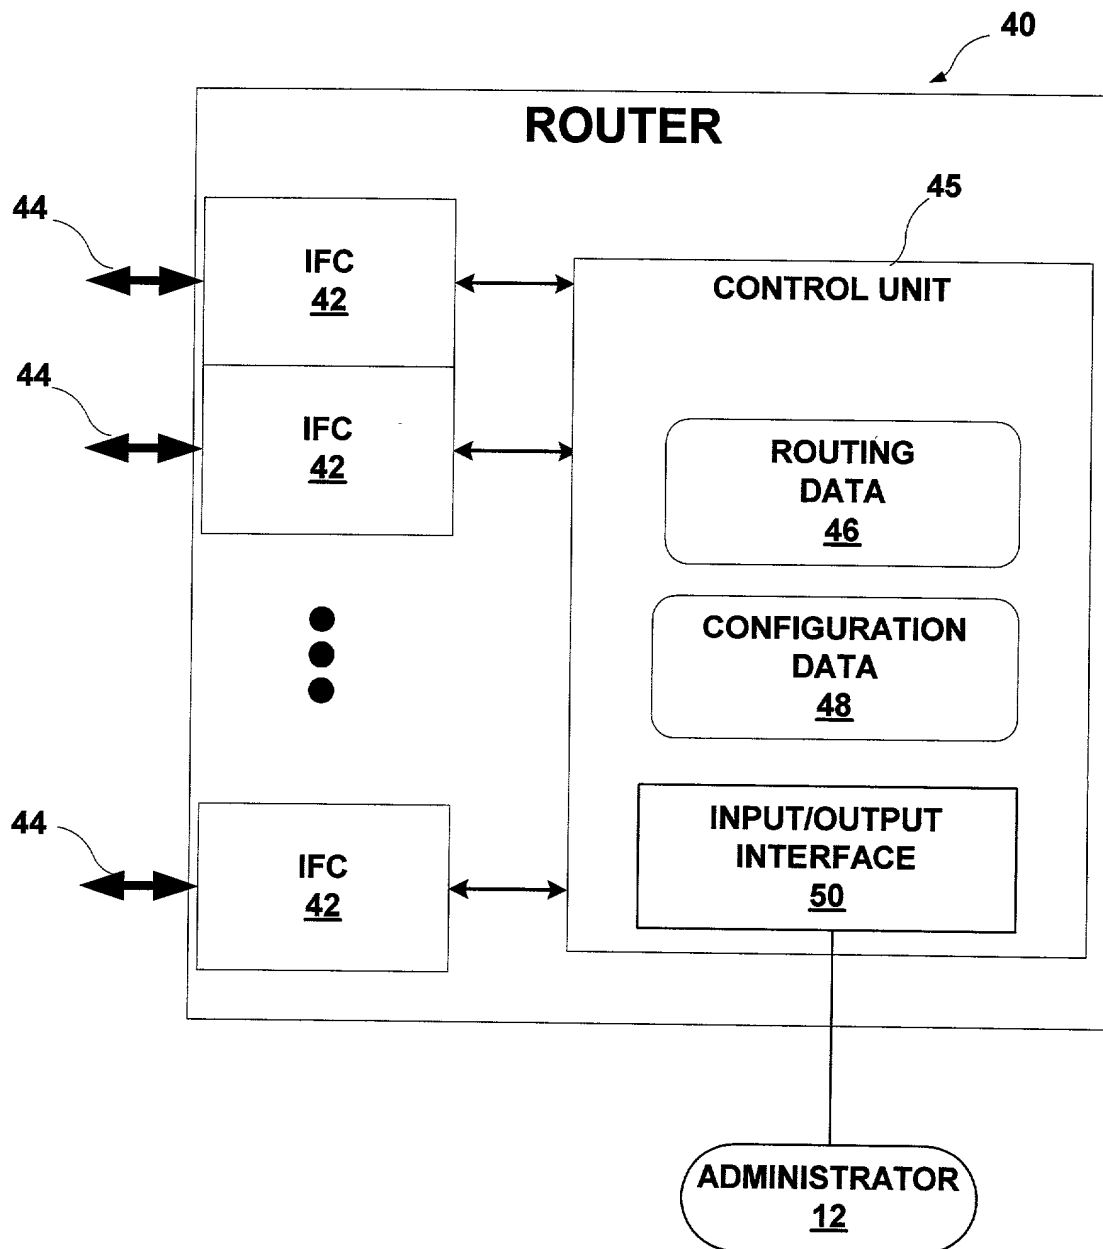 40
ROUTER
45
44
IFC
42
CONTROL UNIT
44
IFC
42
ROUTING
DATA
46
CONFIGURATION
DATA
48
44
IFC
42
INPUT/OUTPUT
INTERFACE
50
ADMINISTRATOR
12